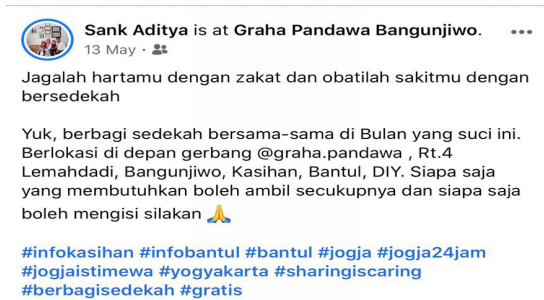 Sank Aditya is at Graha Pandawa Bangunjiwo.
13 May ·
Jagalah hartamu dengan zakat dan obatilah sakitmu dengan
bersedekah
Yuk, berbagi sedekah bersama-sama di Bulan yang suci ini.
Berlokasi di depan gerbang @graha.pandawa , Rt.4
Lemahdadi, Bangunjiwo, Kasihan, Bantul, DIY. Siapa saja
yang membutuhkan boleh ambil secukupnya dan siapa saja
boleh mengisi silakan 🙏
#infokasihan #infobantul #bantul #jogja #jogja24jam
#jogjaistimewa #yogyakarta #sharingiscaring
#berbagisedekah #gratis